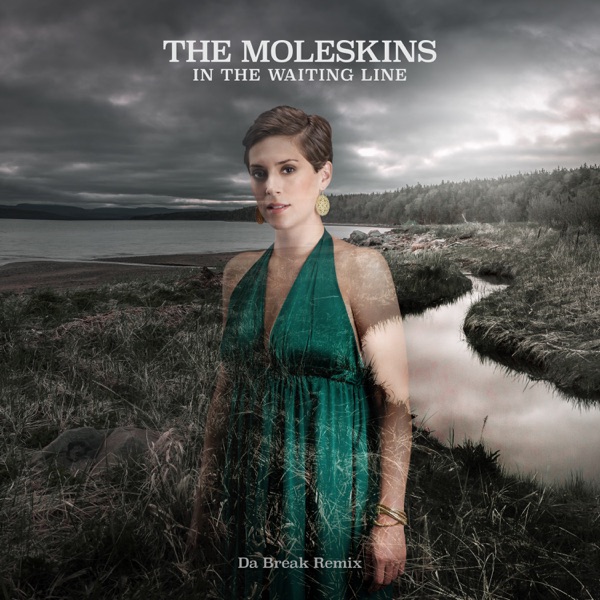 THE MOLESKINS
IN THE WAITING LINE
Da Break Remix